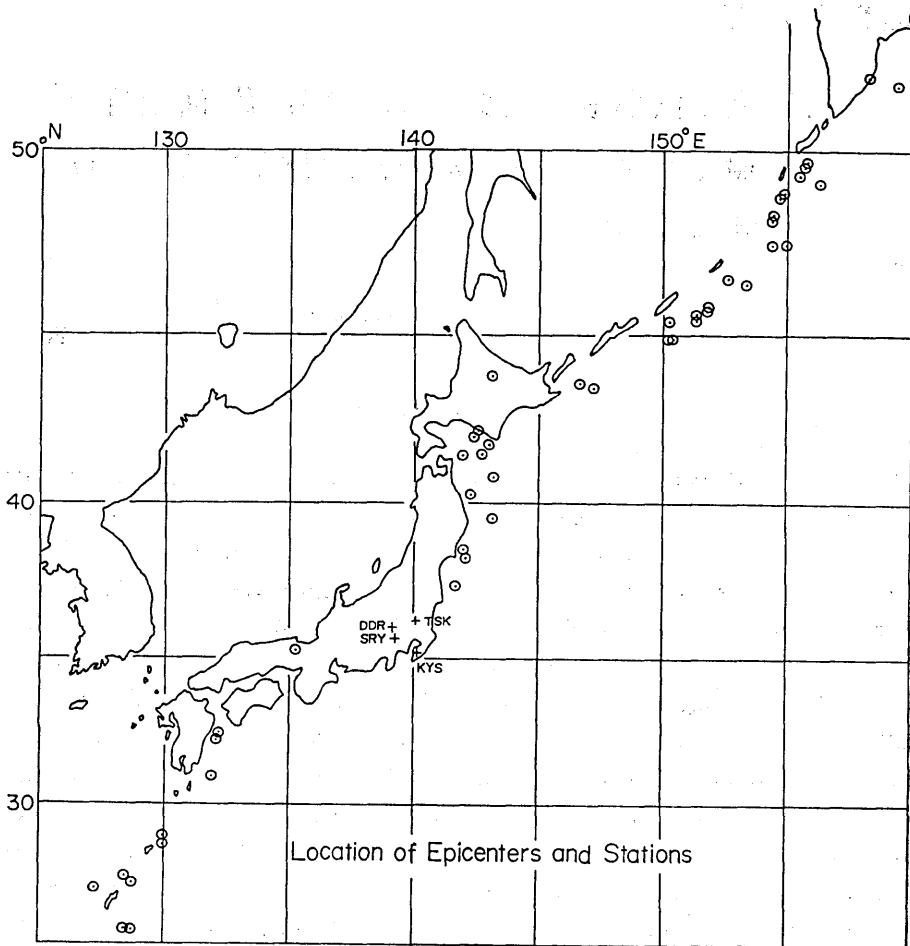 50°N
130
140
150°E
40
DDR
TSK
SRY
KYS
30
Location of Epicenters and Stations